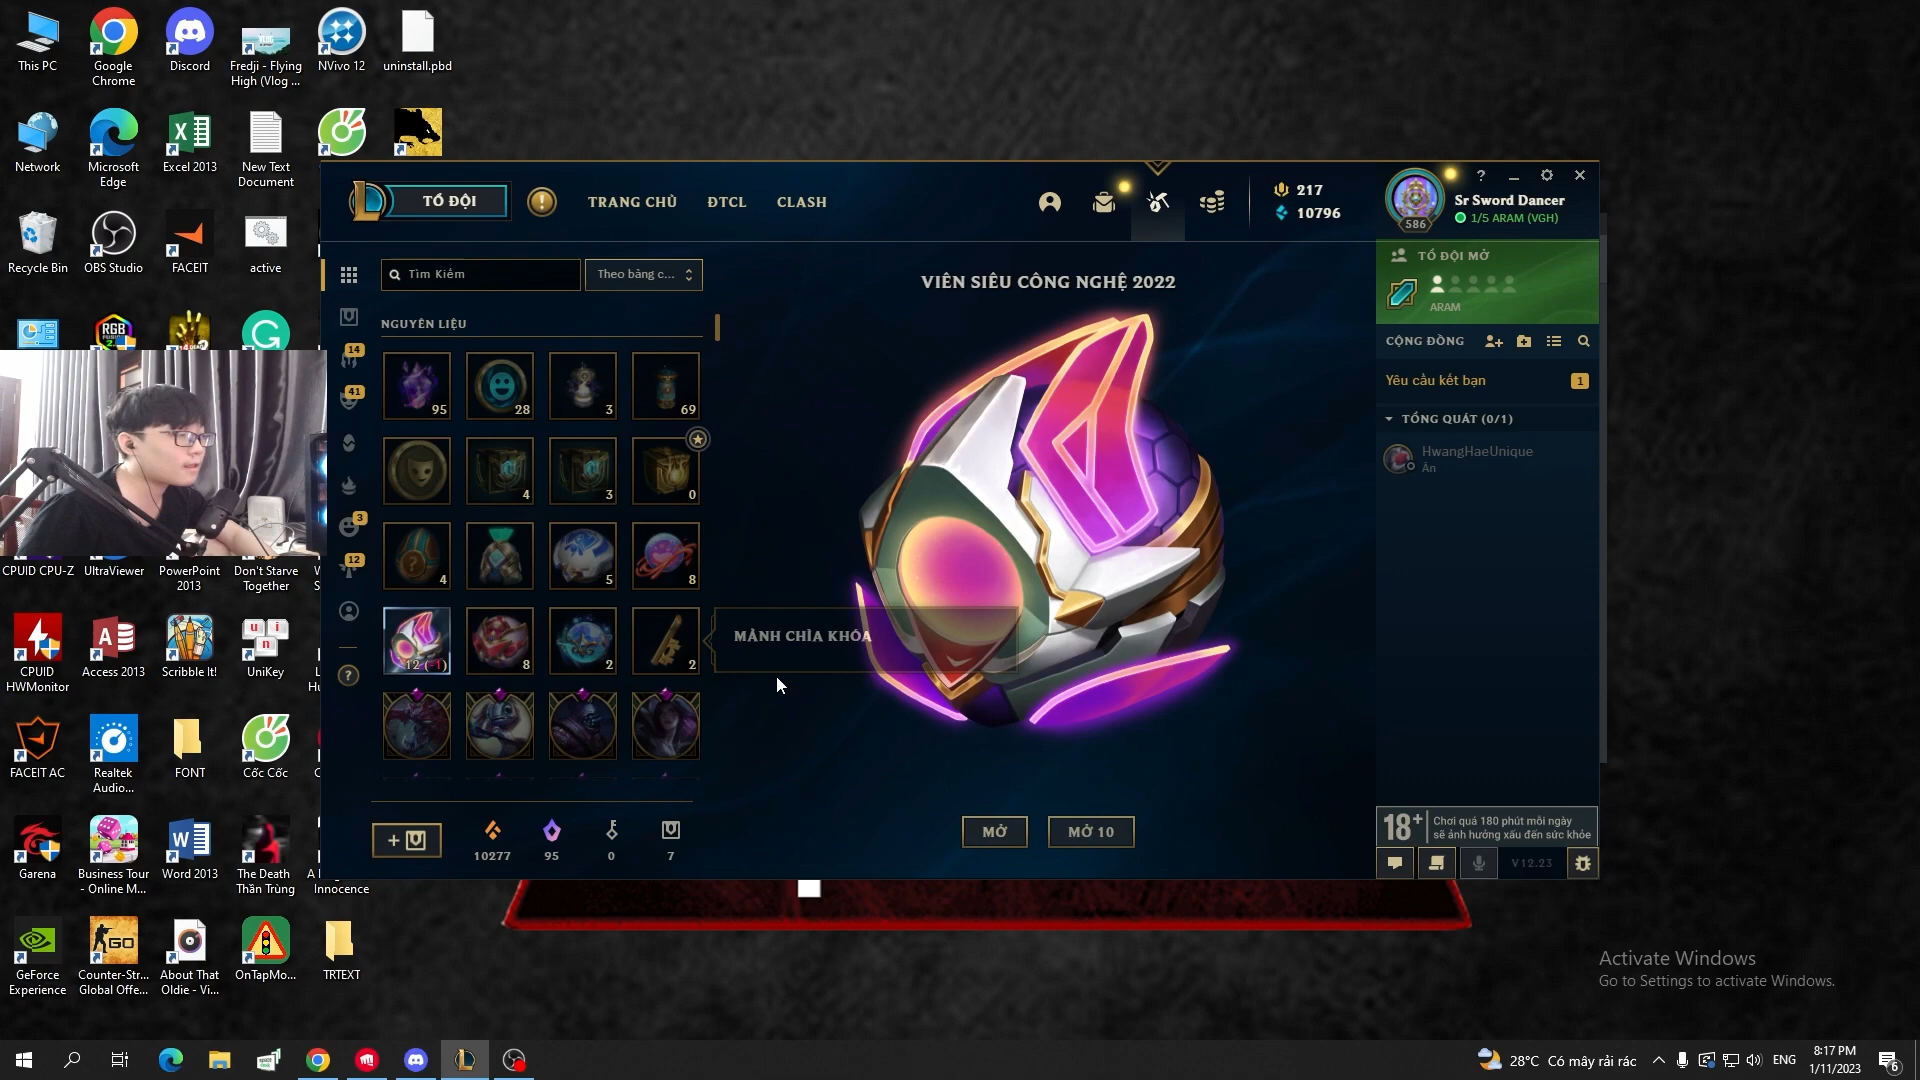 This PC
Google
Chrome
Discord
Fredji - Flying
High (Vlog ...
NVivo 12
uninstall.pbd
Network
Microsoft
Edge
Excel 2013
New Text
Document
Recycle Bin
OBS Studio
FACEIT
active
RGB
CPUID CPU-Z
UltraViewer
PowerPoint
2013
Don't Starve
Together
CPUID
HWMonitor
Access 2013
Scribble It!
UniKey
FACEIT AC
Realtek
Audio...
FONT
Cốc Cốc
Garena
Business Tour
- Online M...
Word 2013
The Death
Thần Trùng
Innocence
GeForce
Experience
Counter-Str...
Global Offe...
About That
Oldie - Vi...
OnTapMo...
TRTEXT
TỔ ĐỘI
TRANG CHỦ
ĐTCL
CLASH
217
10796
586
Sr Sword Dancer
1/5 ARAM (VGH)
Tìm Kiếm
Theo bảng c...
NGUYÊN LIỆU
14
41
3
12
95
28
3
69
4
3
0
4
5
8
12 (-1)
8
2
2
MẢNH CHÌA KHÓA
VIÊN SIÊU CÔNG NGHỆ 2022
MỞ
MỞ 10
10277
95
0
7
TỔ ĐỘI MỞ
ARAM
CỘNG ĐỒNG
Yêu cầu kết bạn
1
TỔNG QUÁT (0/1)
HwangHaeUnique
Ẩn
18+
Chơi quá 180 phút mỗi ngày
sẽ ảnh hưởng xấu đến sức khỏe
V12.23
Activate Windows
Go to Settings to activate Windows.
28°C Có mây rải rác
ENG
8:17 PM
1/11/2023
6